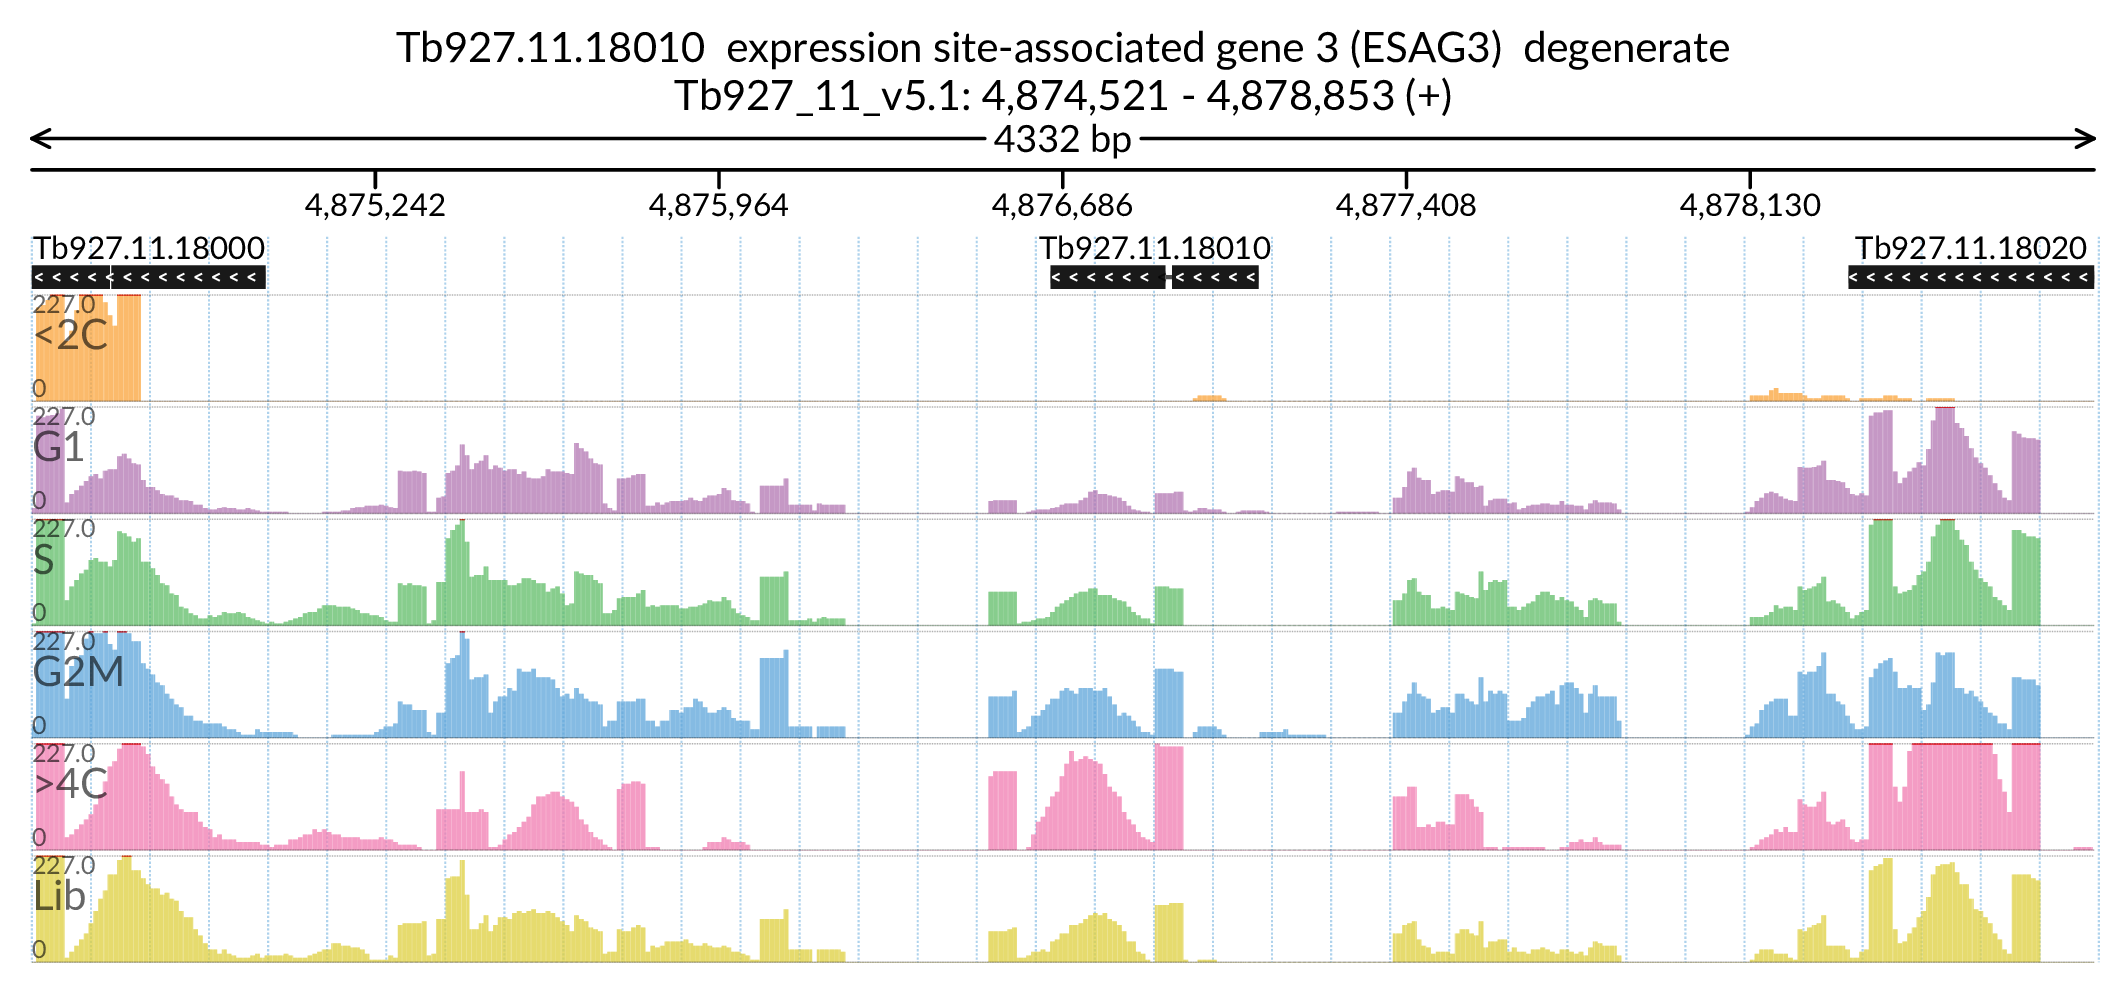 Tb927.11.18010  expression site-associated gene 3 (ESAG3)  degenerate
Tb927_11_v5.1: 4,874,521 - 4,878,853 (+)
4332 bp
4,875,242 4,875,964 4,876,686 4,877,408 4,878,130
Tb927.11.18000 Tb927.11.18010 Tb927.11.18020
227.0
<2C
0
227.0
G1
0
227.0
S
0
227.0
G2M
0
227.0
>4C
0
227.0
Lib
0